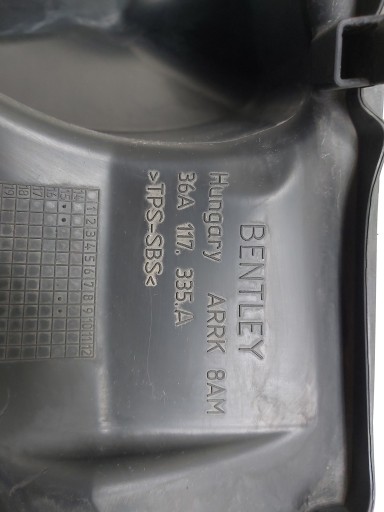 BENTLEY
Hungary ARRK 8AM
36A 117. 335.A
>TPS-SBS<
1 2 3 4 5 6 7 8 9 10 11 12